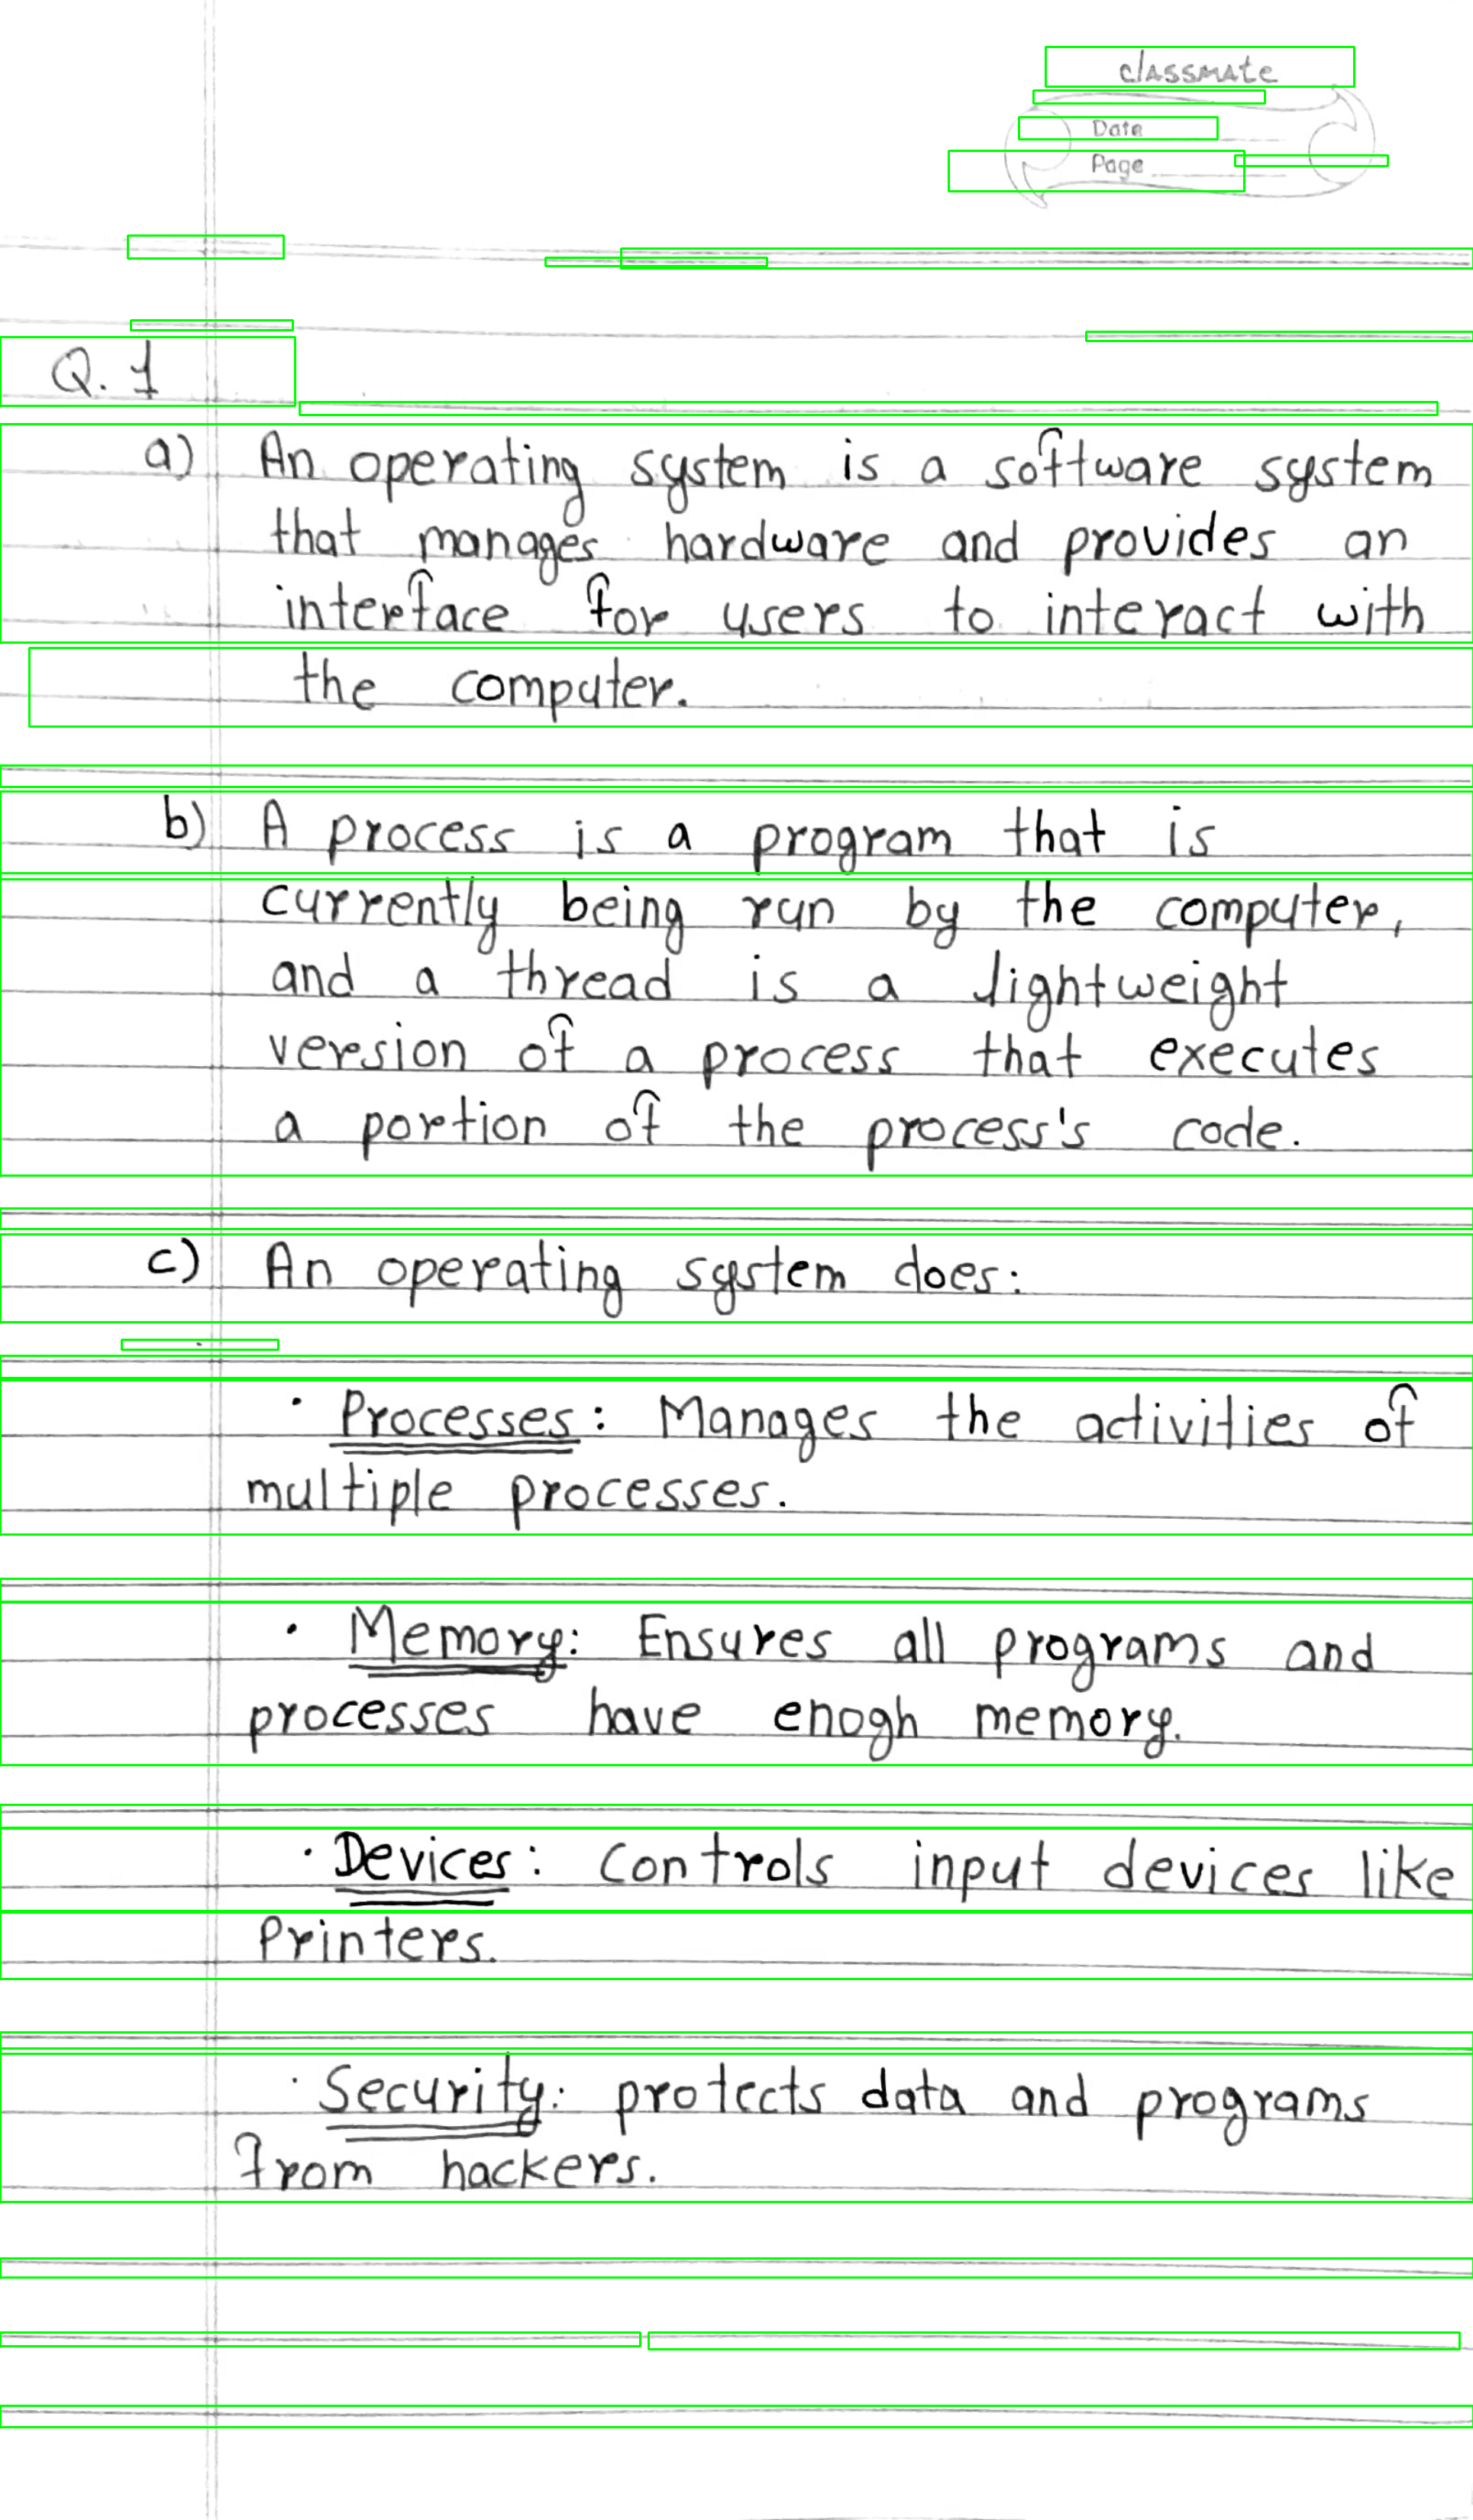 classmate
Date
Page
Q. 1
a) An operating system is a software system
that manages hardware and provides an
interface for users to interact with
the computer.
b) A process is a program that is
currently being run by the computer,
and a thread is a lightweight
version of a process that executes
a portion of the process's code.
c) An operating system does:
· Processes: Manages the activities of
multiple processes.
· Memory: Ensures all programs and
processes have enogh memory.
· Devices: Controls input devices like
Printers.
· Security: protects data and programs
from hackers.